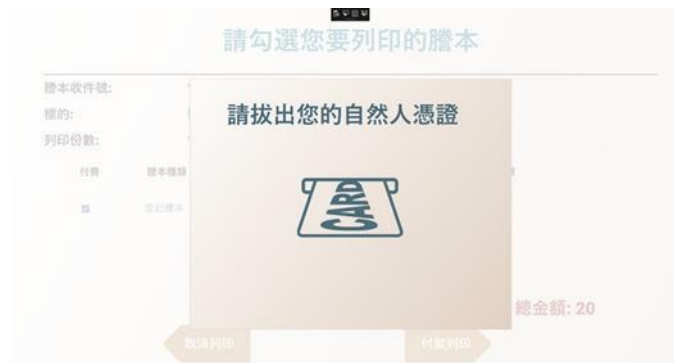 請勾選您要列印的謄本
謄本收件號:
標的:
列印份數:
請拔出您的自然人憑證
付費 謄本種類
登記謄本
CARD
總金額: 20
取消列印 付款列印